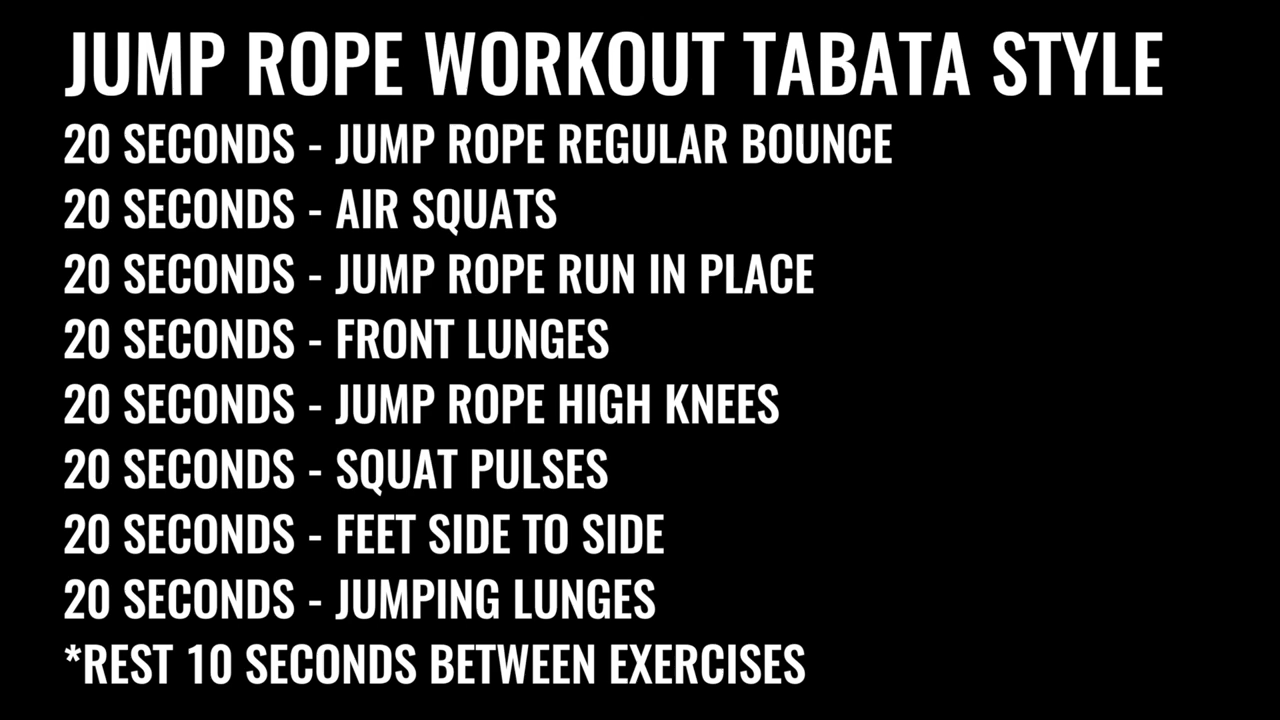 JUMP ROPE WORKOUT TABATA STYLE
20 SECONDS - JUMP ROPE REGULAR BOUNCE
20 SECONDS - AIR SQUATS
20 SECONDS - JUMP ROPE RUN IN PLACE
20 SECONDS - FRONT LUNGES
20 SECONDS - JUMP ROPE HIGH KNEES
20 SECONDS - SQUAT PULSES
20 SECONDS - FEET SIDE TO SIDE
20 SECONDS - JUMPING LUNGES
*REST 10 SECONDS BETWEEN EXERCISES